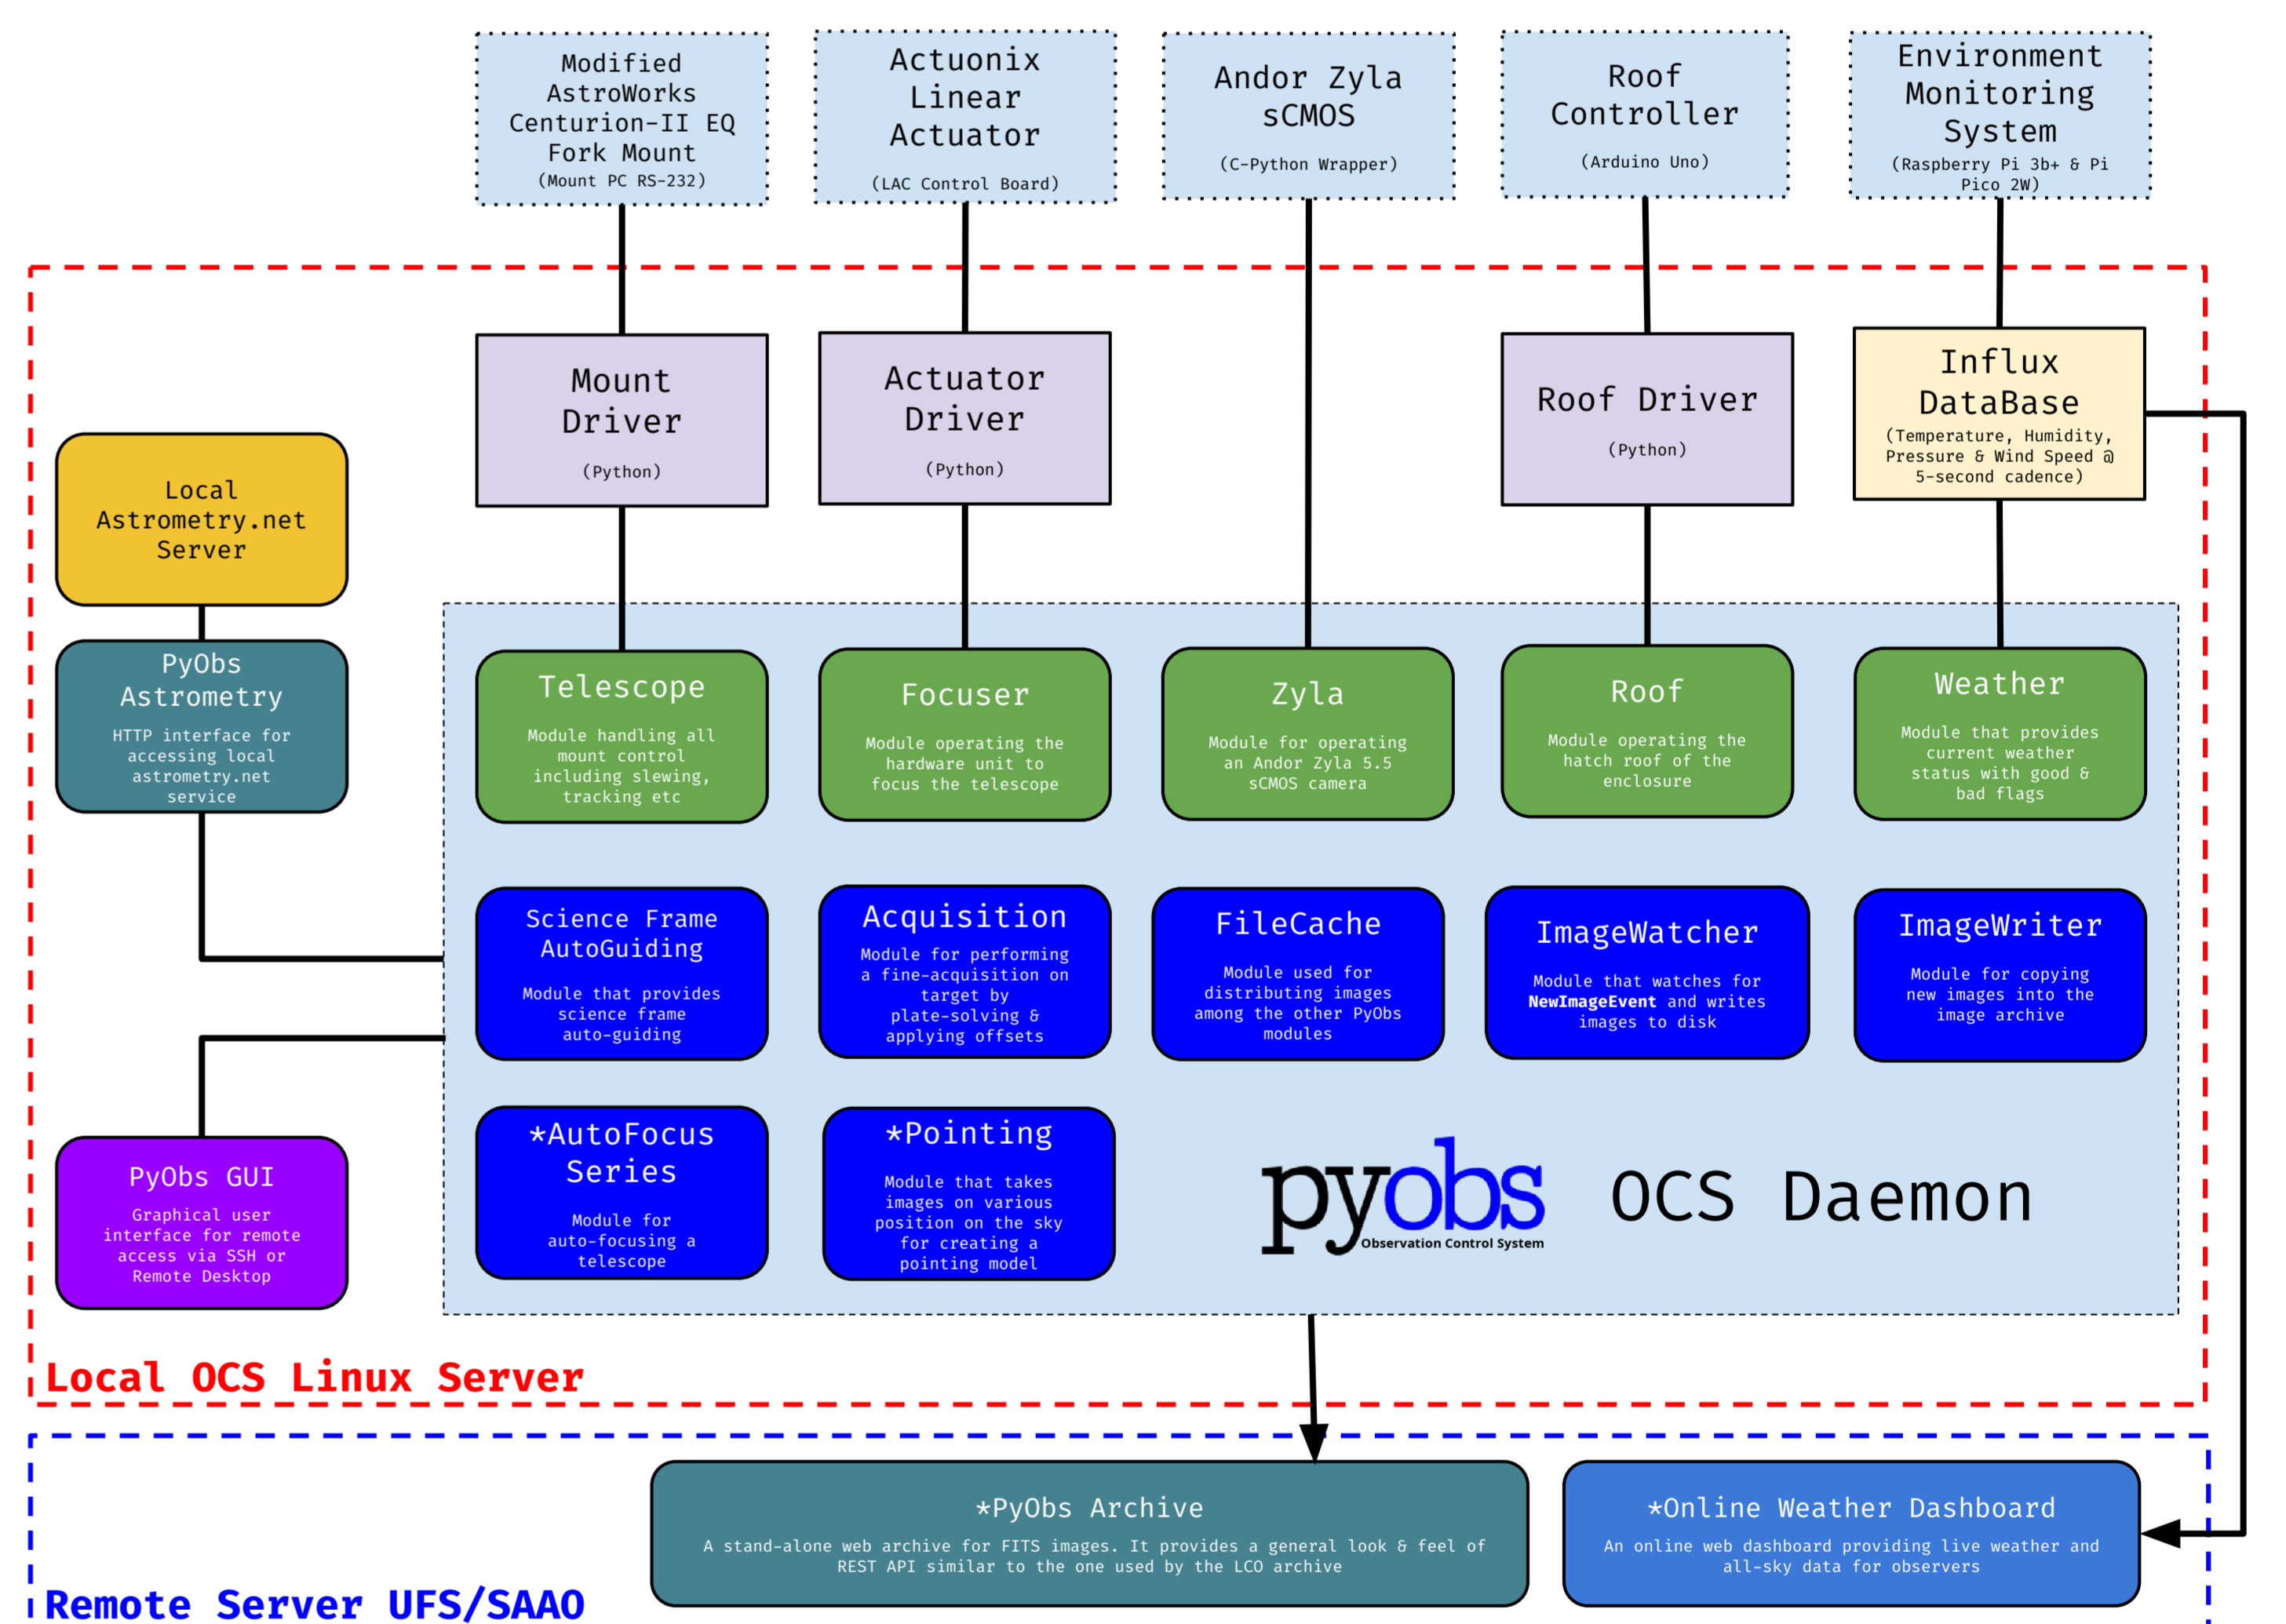 Modified
AstroWorks
Centurion-II EQ
Fork Mount
(Mount PC RS-232)
Actuonix
Linear
Actuator
(LAC Control Board)
Andor Zyla
sCMOS
(C-Python Wrapper)
Roof
Controller
(Arduino Uno)
Environment
Monitoring
System
(Raspberry Pi 3b+ & Pi
Pico 2W)
Mount
Driver
(Python)
Actuator
Driver
(Python)
Roof Driver
(Python)
Influx
DataBase
(Temperature, Humidity,
Pressure & Wind Speed @
5-second cadence)
Local
Astrometry.net
Server
PyObs
Astrometry
HTTP interface for
accessing local
astrometry.net
service
Telescope
Module handling all
mount control
including slewing,
tracking etc
Focuser
Module operating the
hardware unit to
focus the telescope
Zyla
Module for operating
an Andor Zyla 5.5
sCMOS camera
Roof
Module operating the
hatch roof of the
enclosure
Weather
Module that provides
current weather
status with good &
bad flags
Science Frame
AutoGuiding
Module that provides
science frame
auto-guiding
Acquisition
Module for performing
a fine-acquisition on
target by
plate-solving &
applying offsets
FileCache
Module used for
distributing images
among the other PyObs
modules
ImageWatcher
Module that watches for
NewImageEvent and writes
images to disk
ImageWriter
Module for copying
new images into the
image archive
PyObs GUI
Graphical user
interface for remote
access via SSH or
Remote Desktop
*AutoFocus
Series
Module for
auto-focusing a
telescope
*Pointing
Module that takes
images on various
position on the sky
for creating a
pointing model
pyobs
Observation Control System
OCS Daemon
Local OCS Linux Server
*PyObs Archive
A stand-alone web archive for FITS images. It provides a general look & feel of
REST API similar to the one used by the LCO archive
*Online Weather Dashboard
An online web dashboard providing live weather and
all-sky data for observers
Remote Server UFS/SAAO